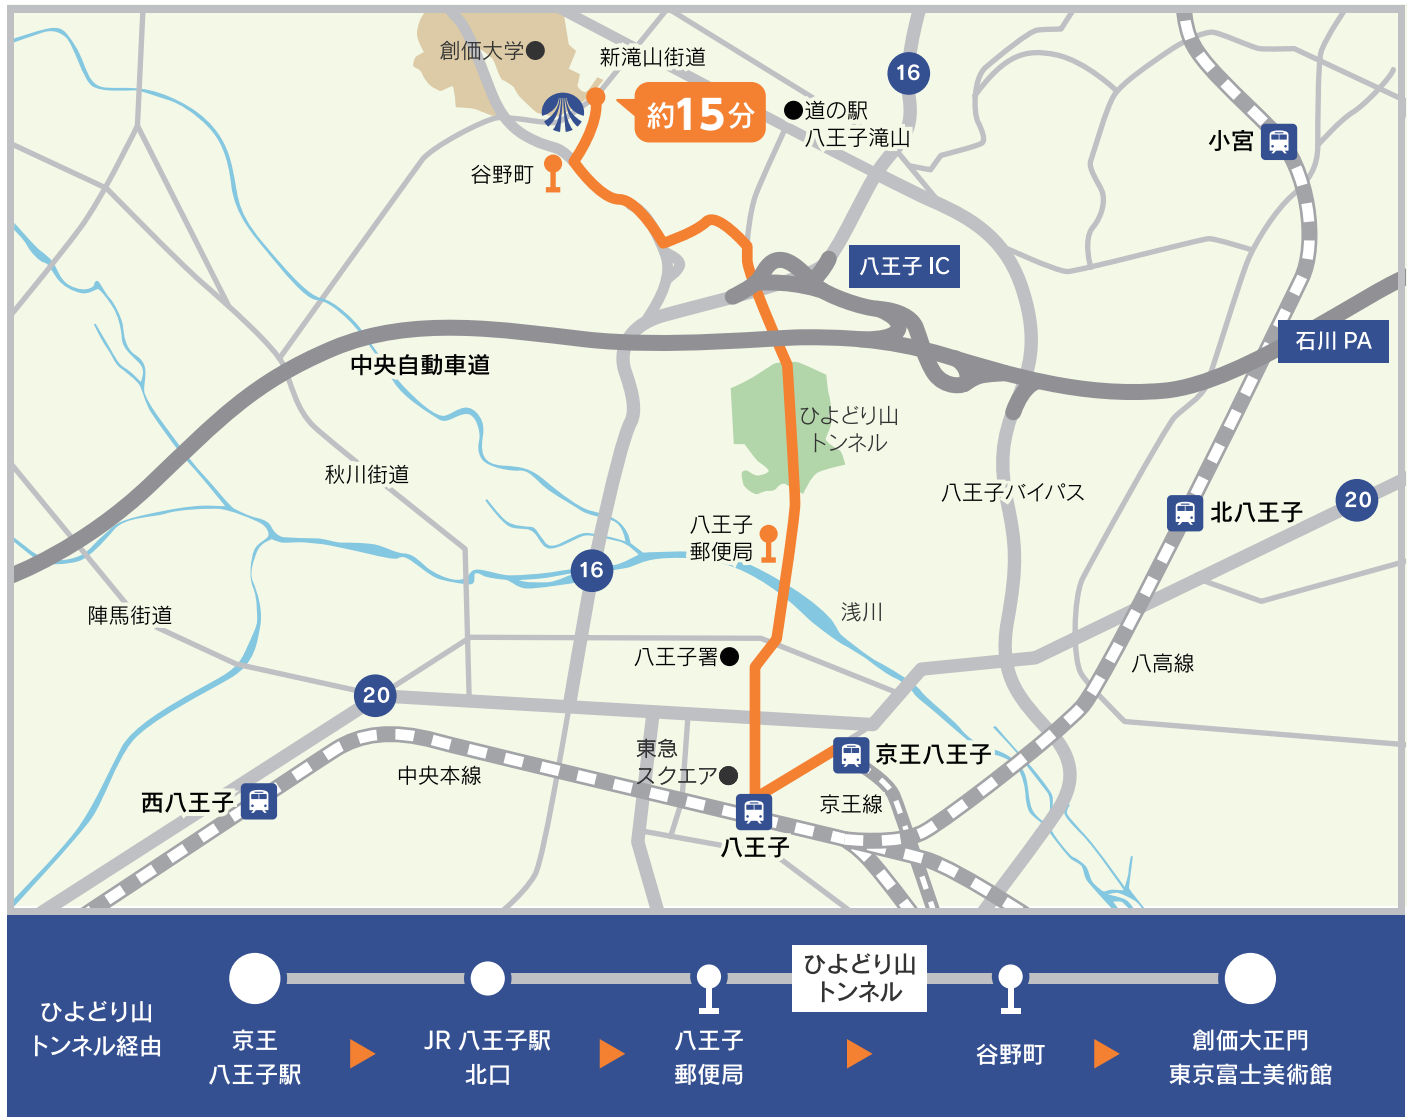 創価大学
新滝山街道
16
約15分
道の駅
八王子滝山
小宮
谷野町
八王子 IC
石川 PA
中央自動車道
ひよどり山
トンネル
秋川街道
八王子バイパス
20
北八王子
八王子
郵便局
16
陣馬街道
浅川
八王子署
八高線
20
東急
スクエア
京王八王子
中央本線
西八王子
京王線
八王子
ひよどり山
トンネル経由
京王
八王子駅
JR 八王子駅
北口
八王子
郵便局
ひよどり山
トンネル
谷野町
創価大正門
東京富士美術館